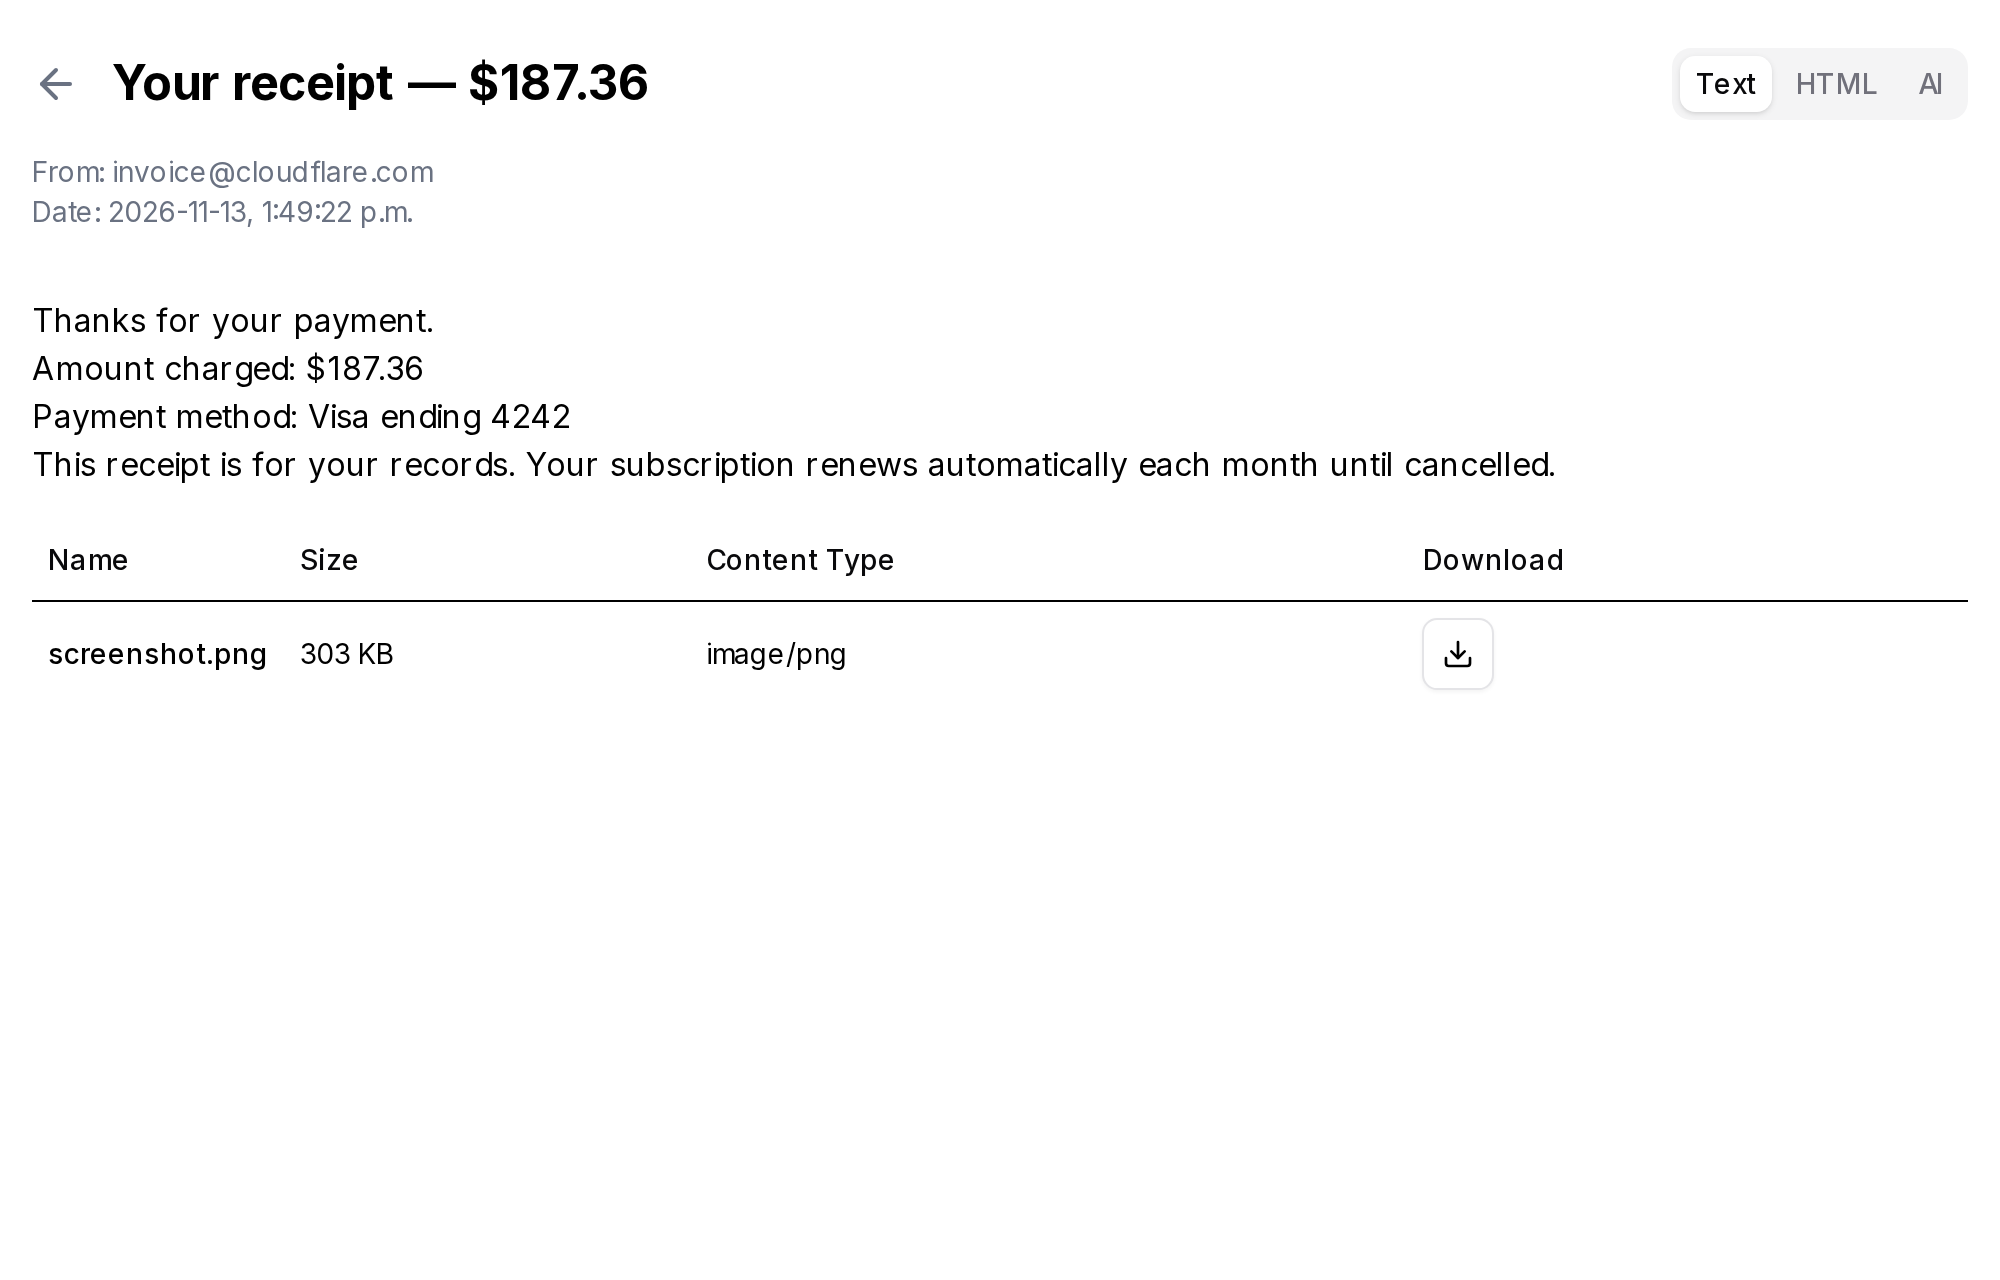 Your receipt — $187.36
Text HTML AI
From: invoice@cloudflare.com
Date: 2026-11-13, 1:49:22 p.m.
Thanks for your payment.
Amount charged: $187.36
Payment method: Visa ending 4242
This receipt is for your records. Your subscription renews automatically each month until cancelled.
Name Size Content Type Download
screenshot.png 303 KB image/png